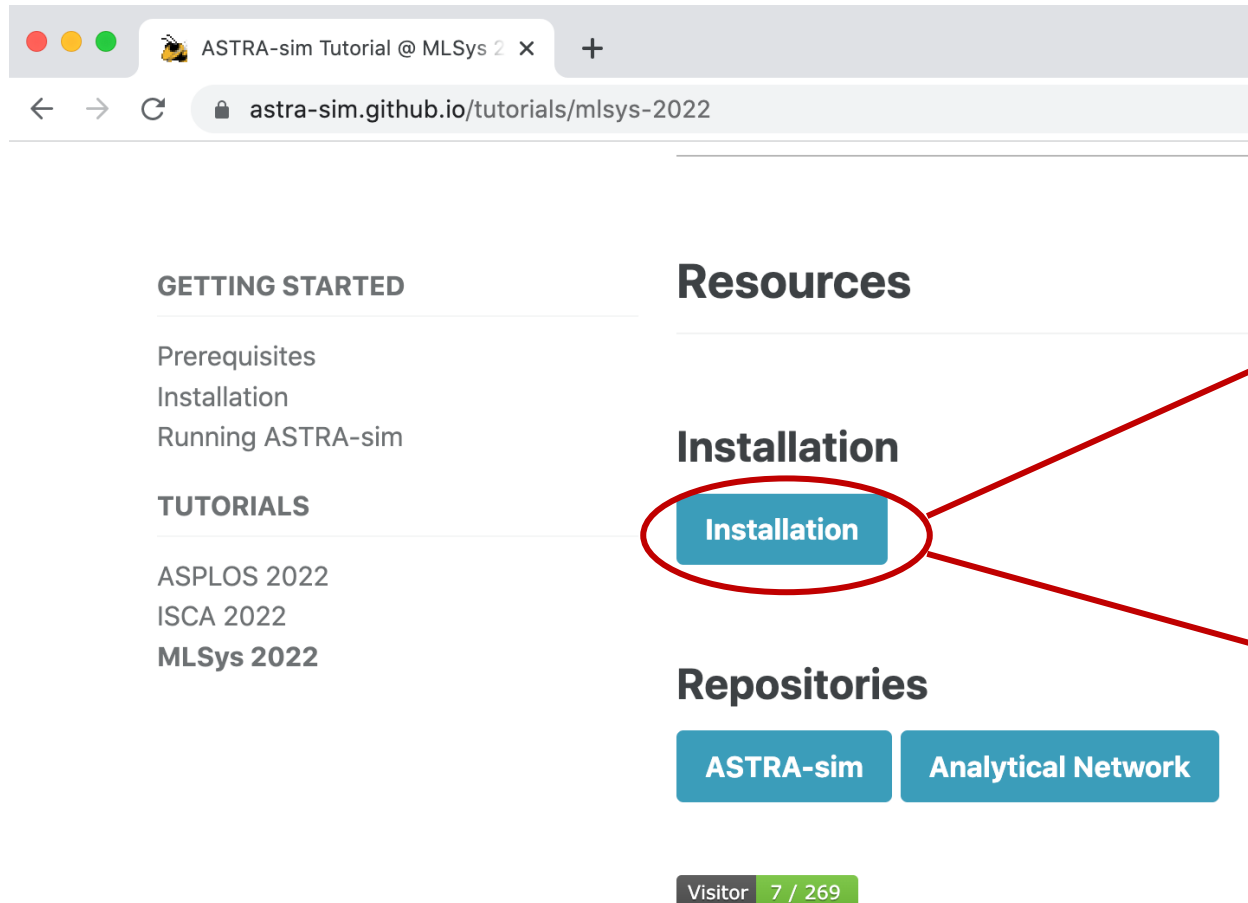 ASTRA-sim Tutorial @ MLSys 2
astra-sim.github.io/tutorials/mlsys-2022
GETTING STARTED
Prerequisites
Installation
Running ASTRA-sim
TUTORIALS
ASPLOS 2022
ISCA 2022
MLSys 2022
Resources
Installation
Installation
Repositories
ASTRA-sim
Analytical Network
Visitor 7 / 269